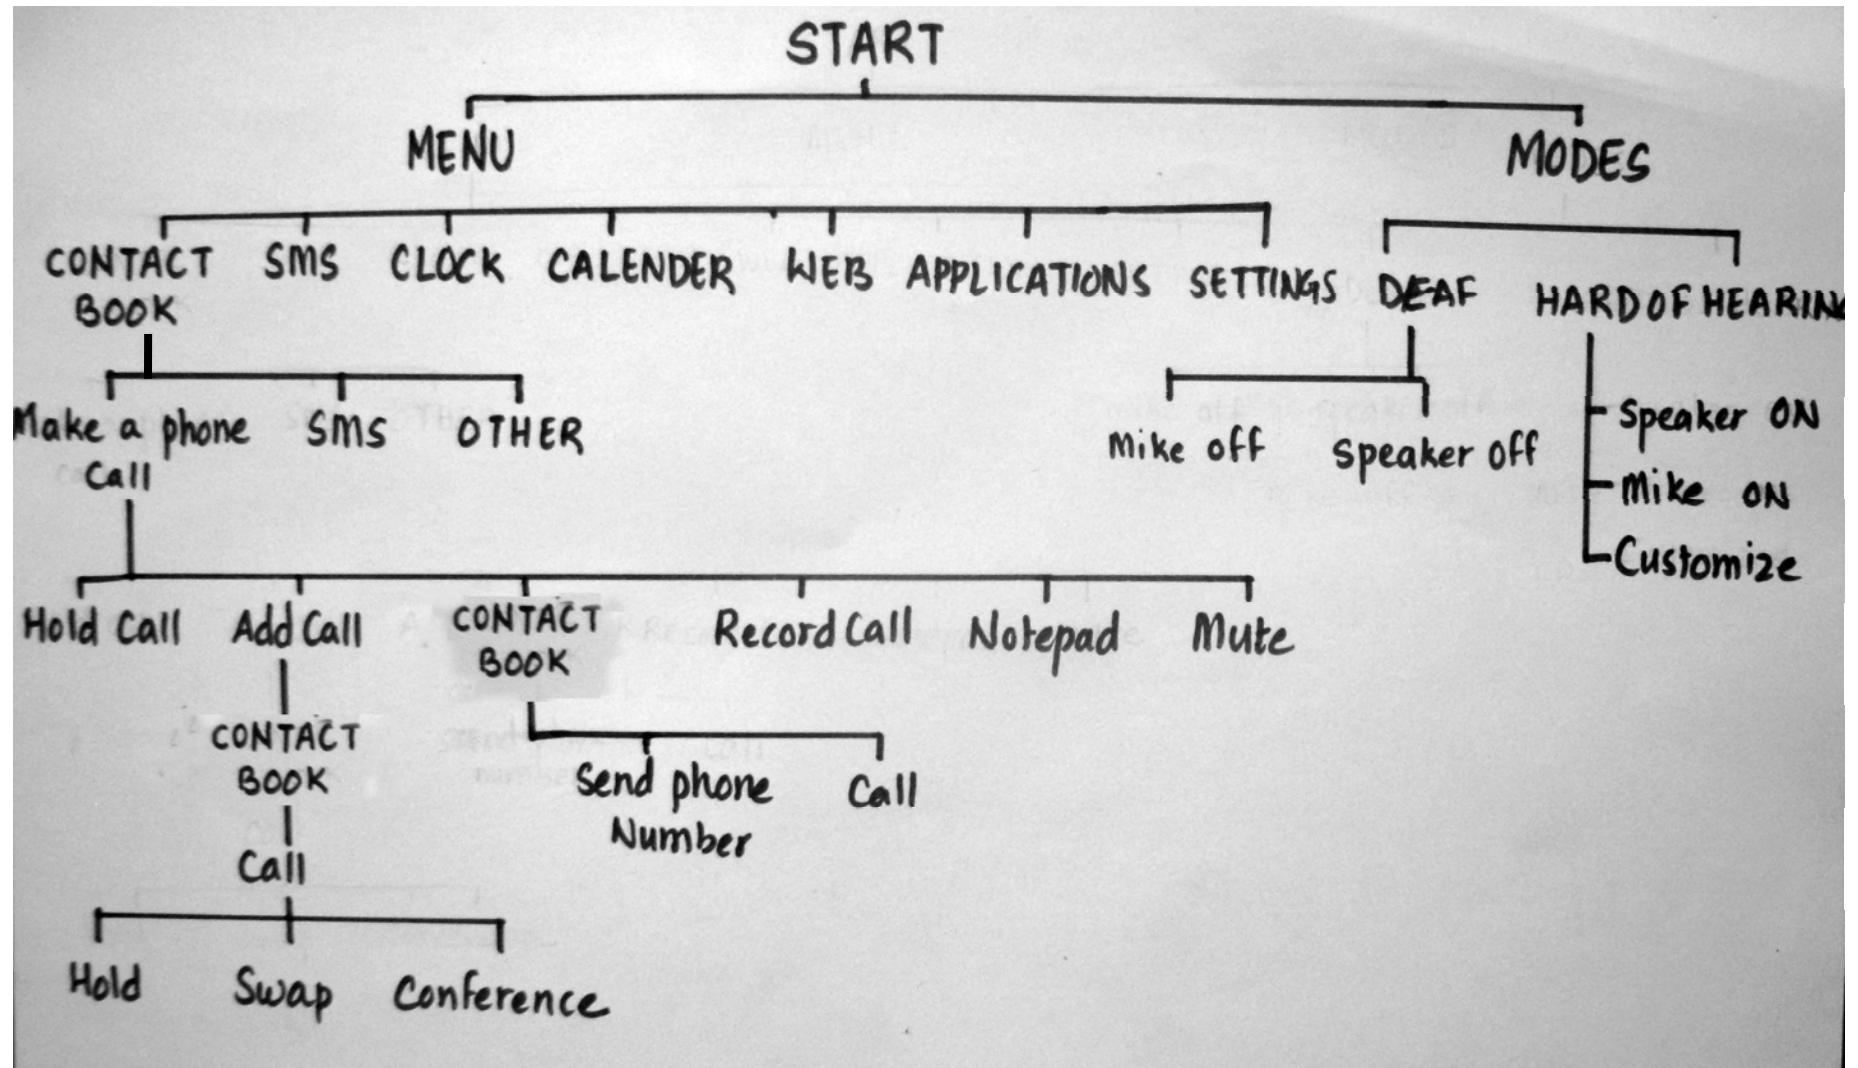 START
MENU
MODES
CONTACT BOOK
SMS
CLOCK
CALENDER
WEB
APPLICATIONS
SETTINGS
DEAF
HARD OF HEARING
Make a phone
Call
SMS
OTHER
Mike off
Speaker off
Speaker ON
Mike ON
Customize
Hold Call
Add Call
CONTACT
BOOK
Record Call
Notepad
Mute
CONTACT
BOOK
Send phone
Number
Call
Call
Hold
Swap
Conference